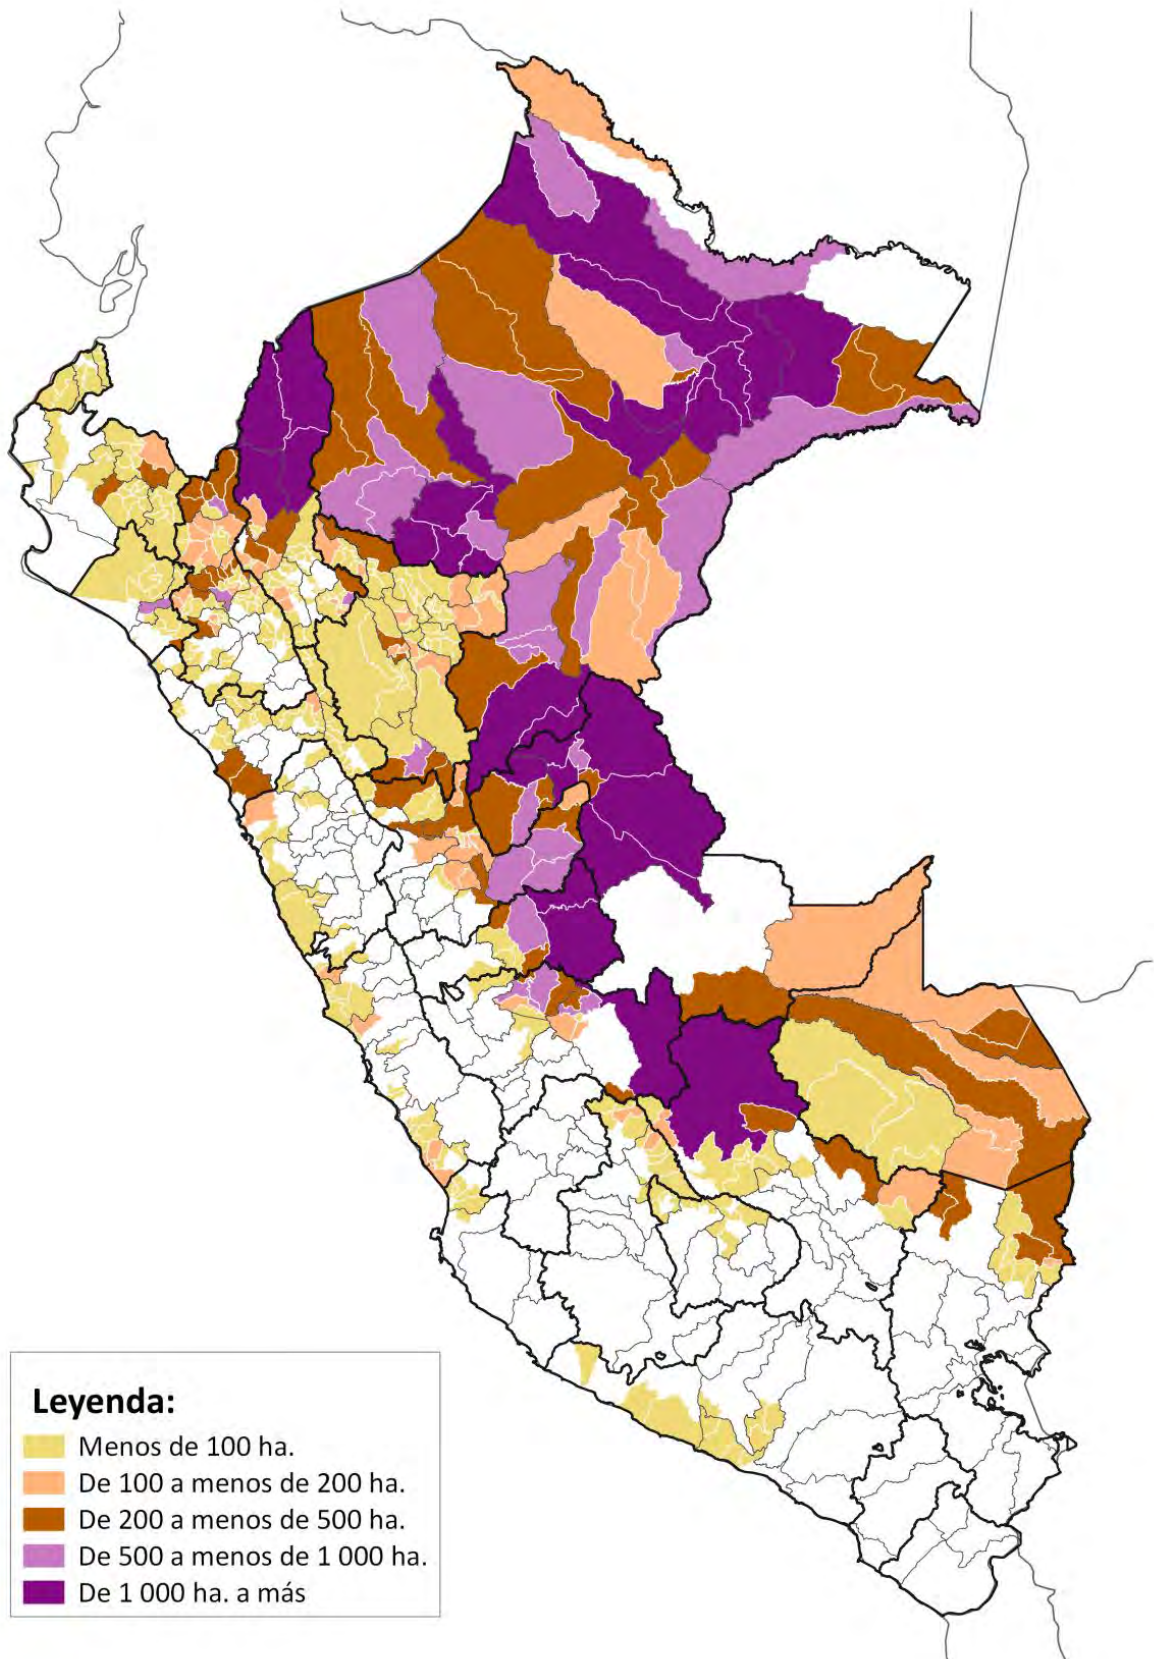 Leyenda:
Menos de 100 ha.
De 100 a menos de 200 ha.
De 200 a menos de 500 ha.
De 500 a menos de 1 000 ha.
De 1 000 ha. a más